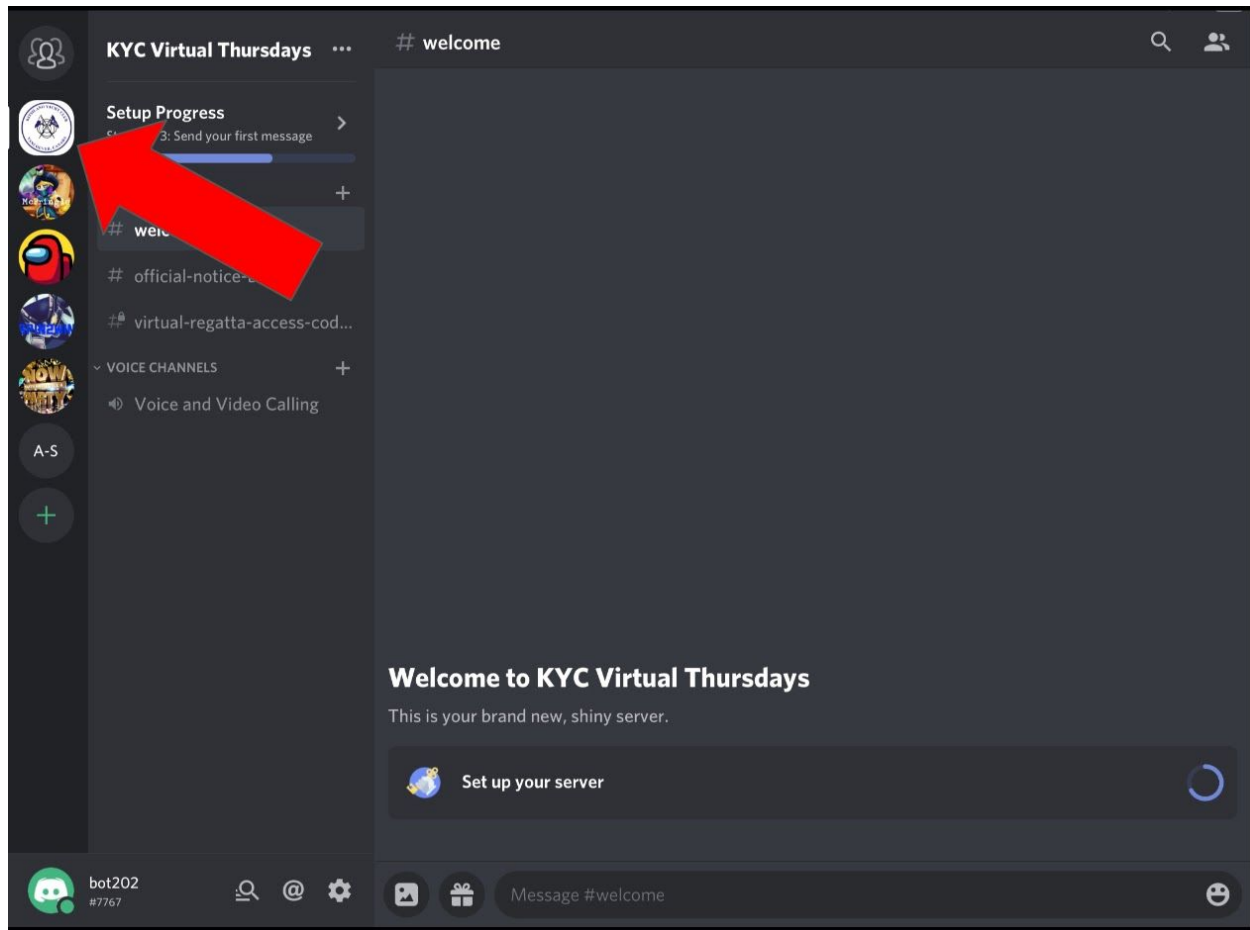 KYC Virtual Thursdays
# welcome
Setup Progress
3: Send your first message
# 
# official-notice-
# virtual-regatta-access-cod...
VOICE CHANNELS
Voice and Video Calling
A-S
Welcome to KYC Virtual Thursdays
This is your brand new, shiny server.
Set up your server
bot202
#7767
@
Message #welcome